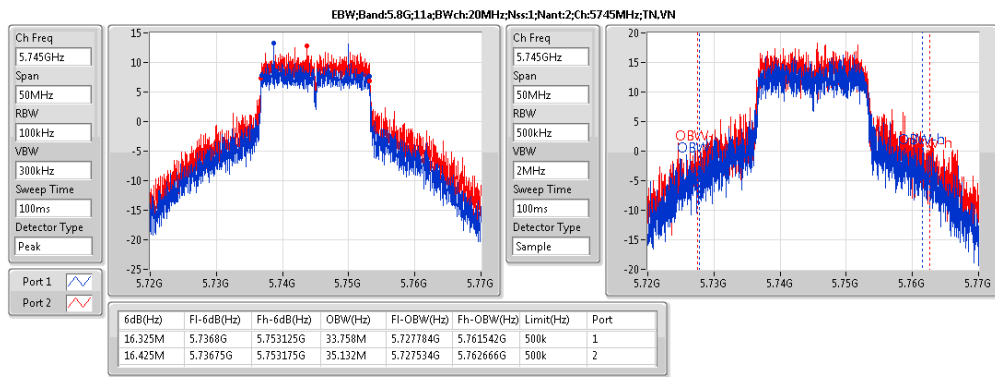 EBW;Band:5.8G;11a;BWch:20MHz;Nss:1;Nant:2;Ch:5745MHz;TN,VN
Ch Freq
5.745GHz
Span
50MHz
RBW
100kHz
VBW
300kHz
Sweep Time
100ms
Detector Type
Peak
Port 1
Port 2
15
10
5
0
-5
-10
-15
-20
-25
5.72G 5.73G 5.74G 5.75G 5.76G 5.77G
Ch Freq
5.745GHz
Span
50MHz
RBW
500kHz
VBW
2MHz
Sweep Time
100ms
Detector Type
Sample
20
15
10
5
0
-5
-10
-15
-20
OBW
OBW
5.72G 5.73G 5.74G 5.75G 5.76G 5.77G
6dB(Hz) Fl-6dB(Hz) Fh-6dB(Hz) OBW(Hz) Fl-OBW(Hz) Fh-OBW(Hz) Limit(Hz) Port
16.325M 5.7368G 5.753125G 33.758M 5.727784G 5.761542G 500k 1
16.425M 5.73675G 5.753175G 35.132M 5.727534G 5.762666G 500k 2